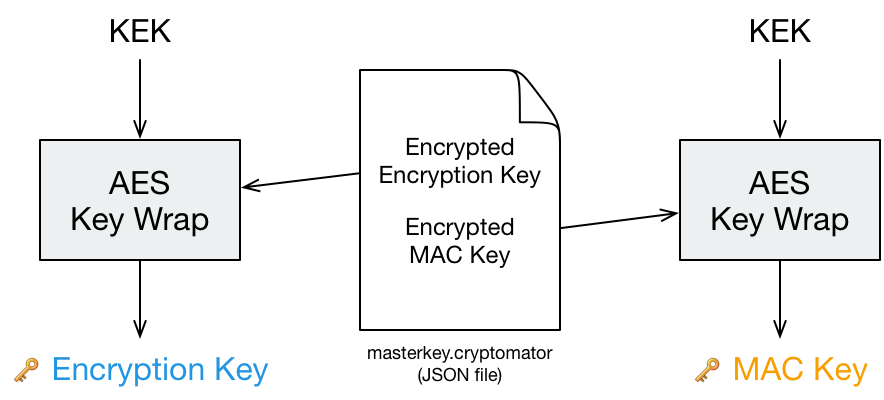 KEK
AES
Key Wrap
Encryption Key
Encrypted
Encryption Key
Encrypted
MAC Key
masterkey.cryptomator
(JSON file)
KEK
AES
Key Wrap
MAC Key